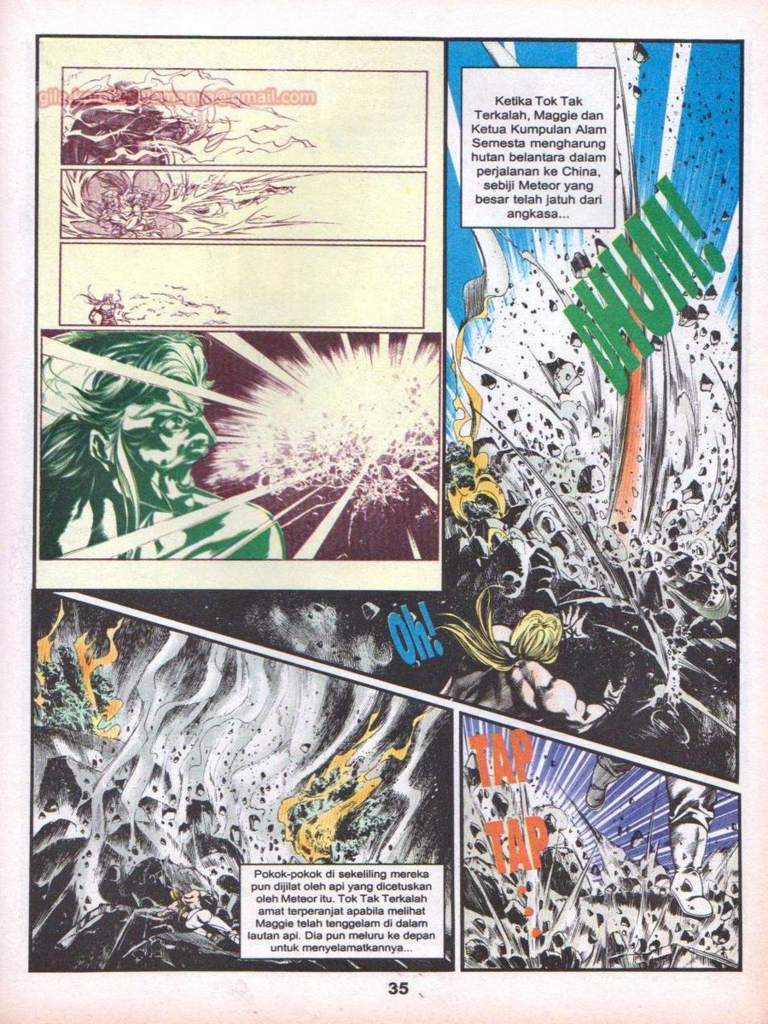 Ketika Tok Tak
Terkalah, Maggie dan
Ketua Kumpulan Alam
Semesta mengharung
hutan belantara dalam
perjalanan ke China,
sebiji Meteor yang
besar telah jatuh dari
angkasa...
DHUM!
Oh!
TAP
TAP
Pokok-pokok di sekeliling mereka
pun dijilat oleh api yang dicetuskan
oleh Meteor itu. Tok Tak Terkalah
amat terperanjat apabila melihat
Maggie telah tenggelam di dalam
lautan api. Dia pun meluru ke depan
untuk menyelamatkannya...
35